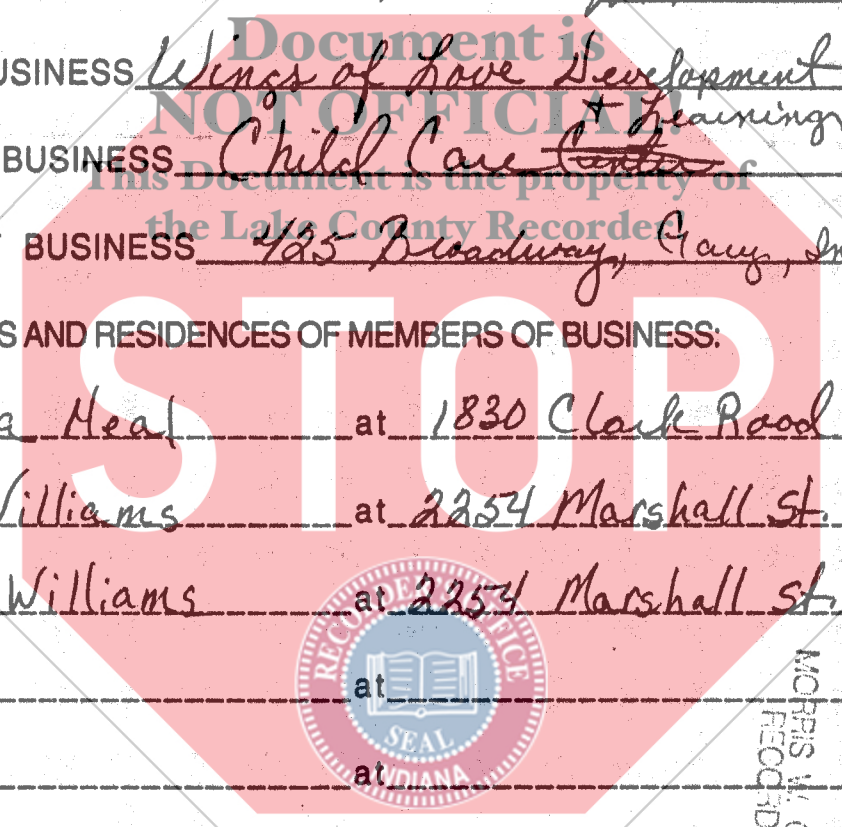 Document is
USINESS Wings of Love Development
NOT OFFICIAL!
+ Learning
BUSINESS Child Care Center
This Document is the property of
the Lake County Recorder!
BUSINESS 425 Broadway, Gary, In
S AND RESIDENCES OF MEMBERS OF BUSINESS:
STOP
a Heal at 1830 Clark Road
Williams at 2254 Marshall St.
Williams at 2254 Marshall St.
RECORDER'S OFFICE
at
SEAL
INDIANA
at
MORRIS W. C
RECORD